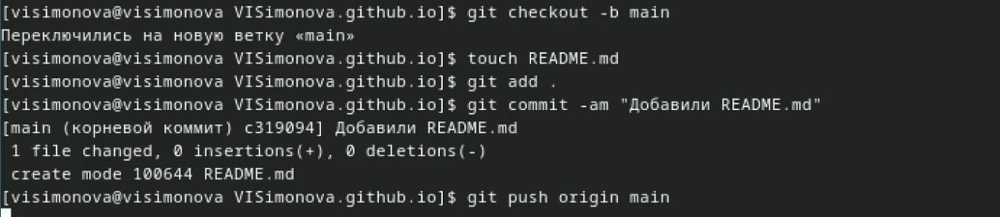 [visimonova@visimonova VISimonova.github.io]$ git checkout -b main
Переключились на новую ветку «main»
[visimonova@visimonova VISimonova.github.io]$ touch README.md
[visimonova@visimonova VISimonova.github.io]$ git add .
[visimonova@visimonova VISimonova.github.io]$ git commit -am "Добавили README.md"
[main (корневой коммит) c319094] Добавили README.md
 1 file changed, 0 insertions(+), 0 deletions(-)
 create mode 100644 README.md
[visimonova@visimonova VISimonova.github.io]$ git push origin main